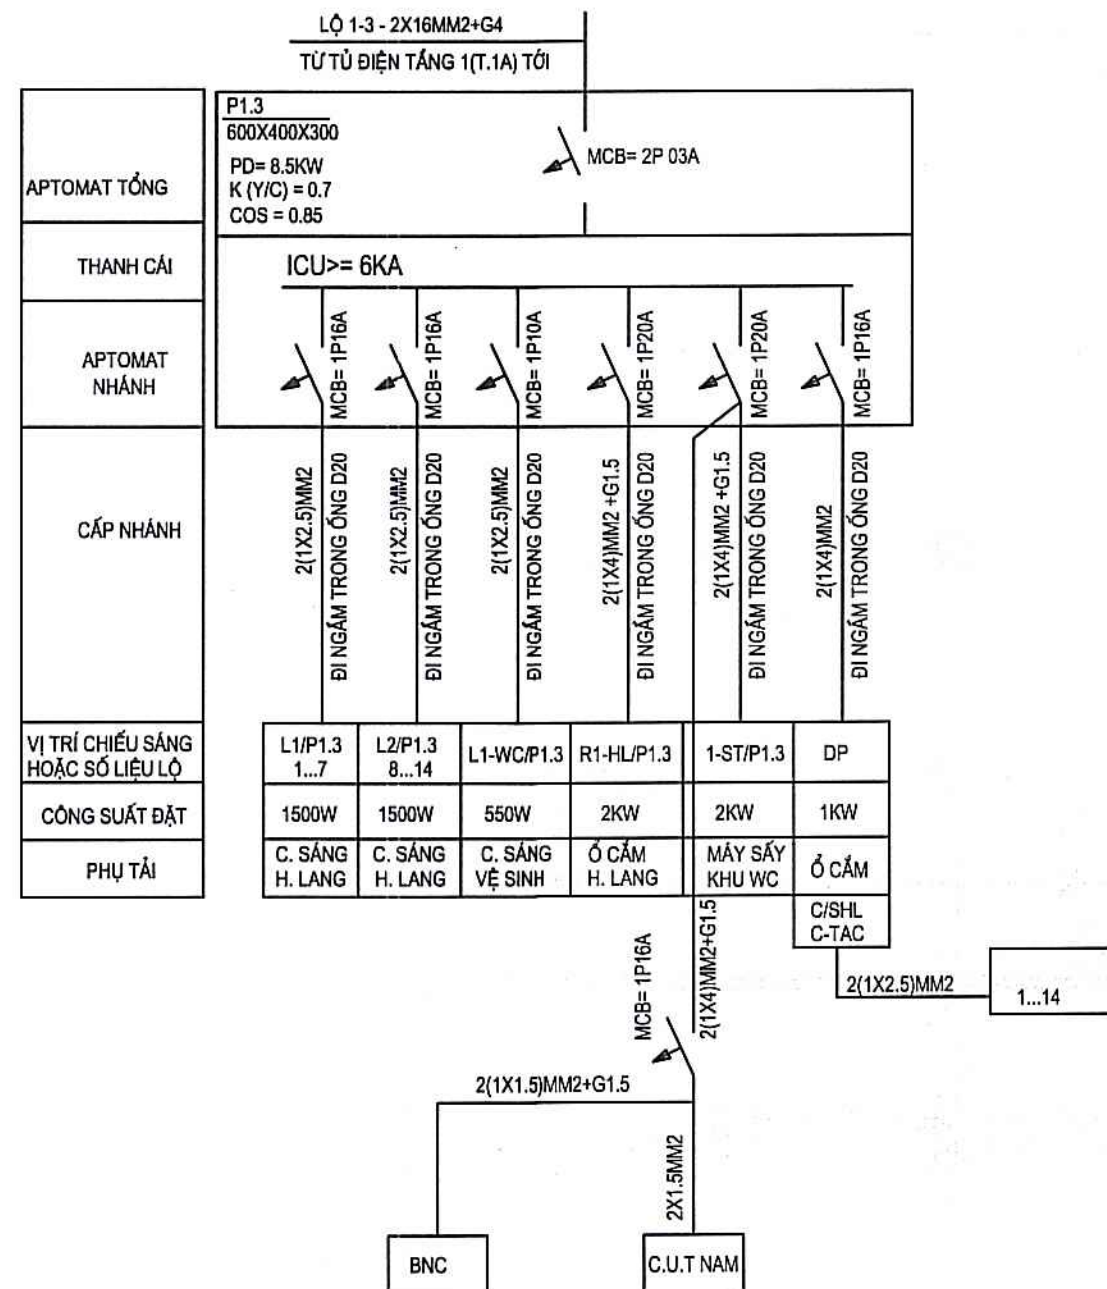 LỘ 1-3 - 2X16MM2+G4
TỪ TỦ ĐIỆN TẦNG 1(T.1A) TỚI
P1.3
600X400X300
PD= 8.5KW
K (Y/C) = 0.7
COS = 0.85
MCB= 2P 03A
APTOMAT TỔNG
THANH CÁI
ICU>= 6KA
APTOMAT
NHÁNH
MCB= 1P16A
MCB= 1P16A
MCB= 1P10A
MCB= 1P20A
MCB= 1P20A
MCB= 1P16A
CẤP NHÁNH
2(1X2.5)MM2
ĐI NGẦM TRONG ỐNG D20
2(1X2.5)MM2
ĐI NGẦM TRONG ỐNG D20
2(1X2.5)MM2
ĐI NGẦM TRONG ỐNG D20
2(1X4)MM2 +G1.5
ĐI NGẦM TRONG ỐNG D20
2(1X4)MM2 +G1.5
ĐI NGẦM TRONG ỐNG D20
2(1X4)MM2
ĐI NGẦM TRONG ỐNG D20
VỊ TRÍ CHIẾU SÁNG
HOẶC SỐ LIỆU LỘ
L1/P1.3
1...7
L2/P1.3
8...14
L1-WC/P1.3
R1-HL/P1.3
1-ST/P1.3
DP
CÔNG SUẤT ĐẶT
1500W
1500W
550W
2KW
2KW
1KW
PHỤ TẢI
C. SÁNG
H. LANG
C. SÁNG
H. LANG
C. SÁNG
VỆ SINH
Ổ CẮM
H. LANG
MÁY SẤY
KHU WC
Ổ CẮM
C/SHL
C-TAC
MCB= 1P16A
2(1X4)MM2+G1.5
2(1X2.5)MM2
1...14
2(1X1.5)MM2+G1.5
2X1.5MM2
BNC
C.U.T NAM